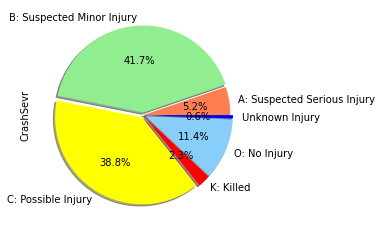 B: Suspected Minor Injury
41.7%
A: Suspected Serious Injury
5.2%
0.6%
Unknown Injury
CrashSevr
11.4%
O: No Injury
38.8%
2.3%
K: Killed
C: Possible Injury